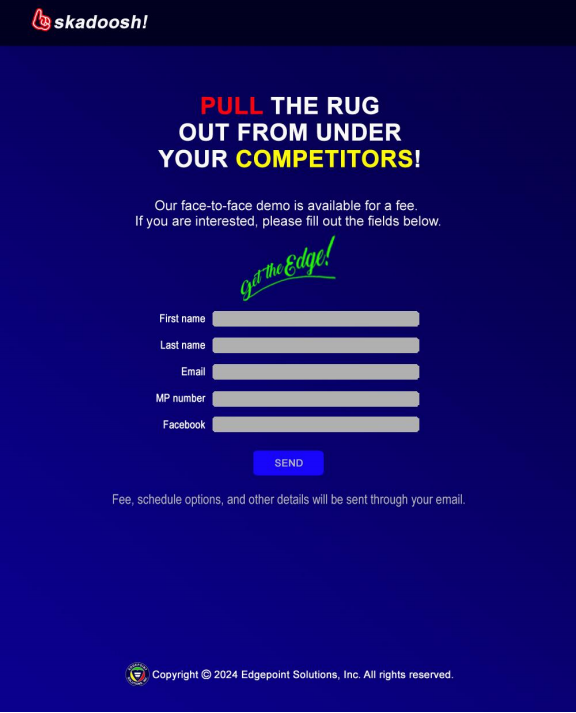 skadoosh!
PULL THE RUG
OUT FROM UNDER
YOUR COMPETITORS!
Our face-to-face demo is available for a fee.
If you are interested, please fill out the fields below.
Get the Edge!
First name
Last name
Email
MP number
Facebook
SEND
Fee, schedule options, and other details will be sent through your email.
Copyright © 2024 Edgepoint Solutions, Inc. All rights reserved.